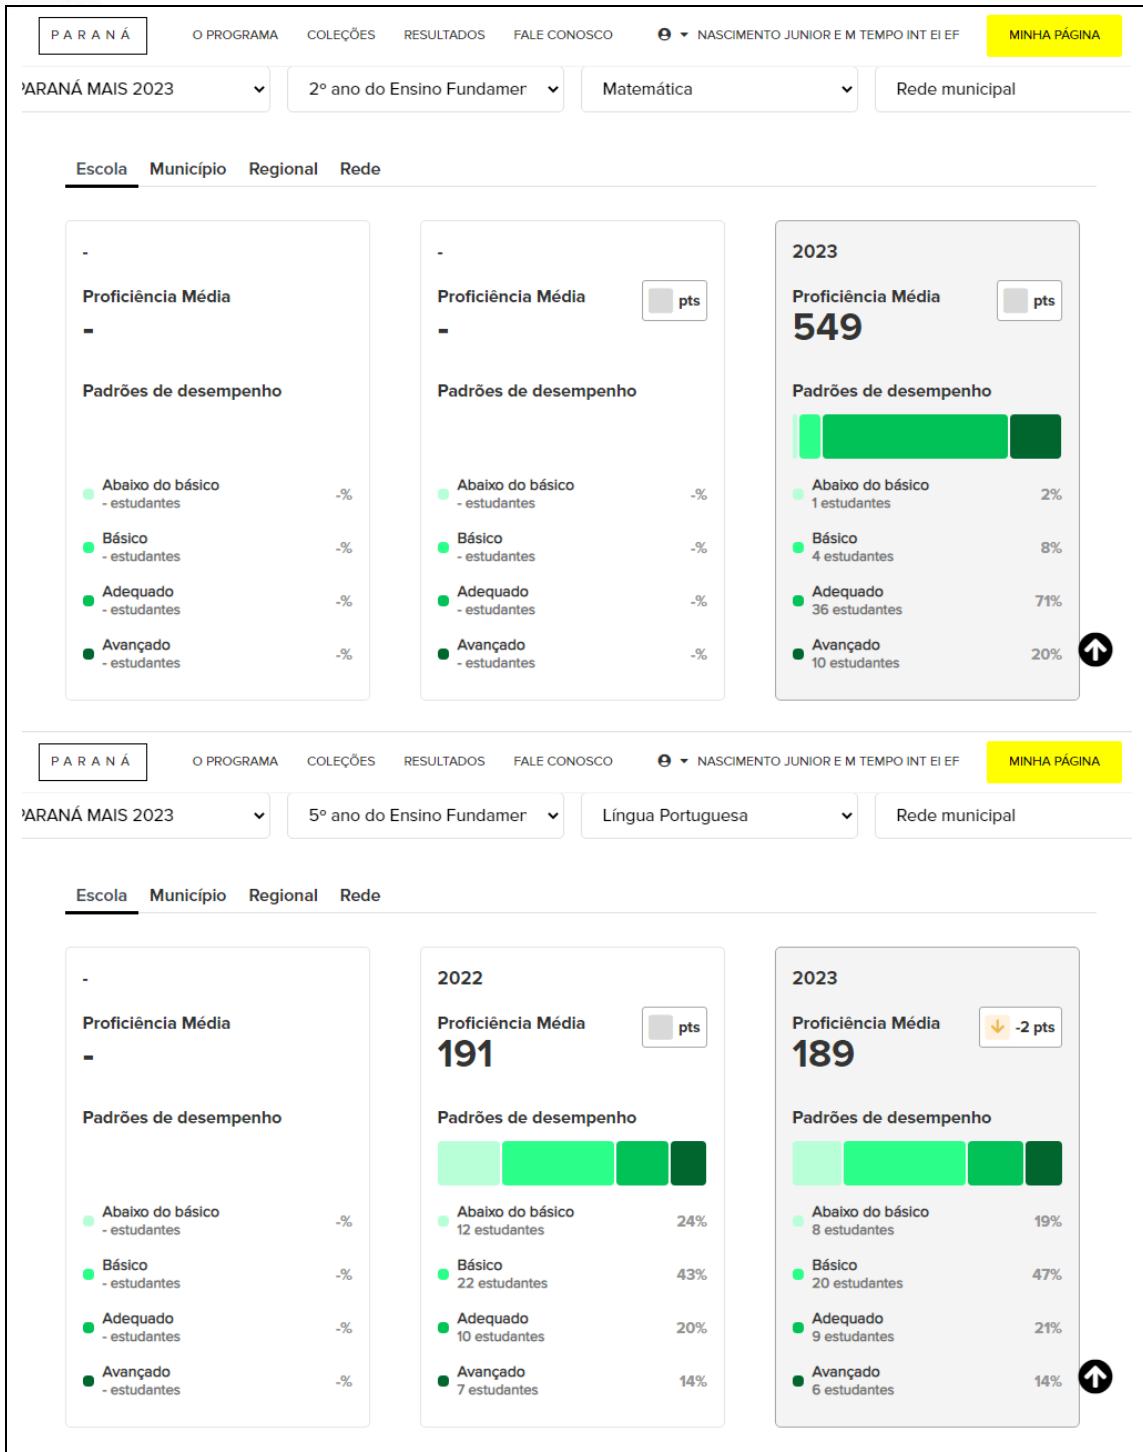 PARANÁ O PROGRAMA COLEÇÕES RESULTADOS FALE CONOSCO NASCIMENTO JUNIOR E M TEMPO INT EI EF MINHA PÁGINA
PARANÁ MAIS 2023 2º ano do Ensino Fundamer Matemática Rede municipal
Escola Município Regional Rede
-
Proficiência Média
-
Padrões de desempenho
Abaixo do básico
- estudantes -%
Básico
- estudantes -%
Adequado
- estudantes -%
Avançado
- estudantes -%
-
Proficiência Média pts
-
Padrões de desempenho
Abaixo do básico
- estudantes -%
Básico
- estudantes -%
Adequado
- estudantes -%
Avançado
- estudantes -%
2023
Proficiência Média pts
549
Padrões de desempenho
Abaixo do básico
1 estudantes 2%
Básico
4 estudantes 8%
Adequado
36 estudantes 71%
Avançado
10 estudantes 20%
PARANÁ O PROGRAMA COLEÇÕES RESULTADOS FALE CONOSCO NASCIMENTO JUNIOR E M TEMPO INT EI EF MINHA PÁGINA
PARANÁ MAIS 2023 5º ano do Ensino Fundamer Língua Portuguesa Rede municipal
Escola Município Regional Rede
-
Proficiência Média
-
Padrões de desempenho
Abaixo do básico
- estudantes -%
Básico
- estudantes -%
Adequado
- estudantes -%
Avançado
- estudantes -%
2022
Proficiência Média pts
191
Padrões de desempenho
Abaixo do básico
12 estudantes 24%
Básico
22 estudantes 43%
Adequado
10 estudantes 20%
Avançado
7 estudantes 14%
2023
Proficiência Média -2 pts
189
Padrões de desempenho
Abaixo do básico
8 estudantes 19%
Básico
20 estudantes 47%
Adequado
9 estudantes 21%
Avançado
6 estudantes 14%